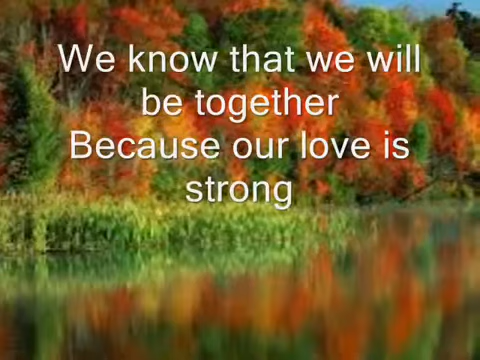 We know that we will
be together
Because our love is
strong